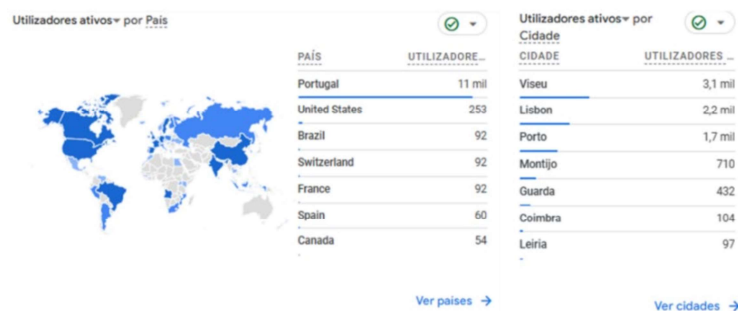 Utilizadores ativos por País
PAÍS UTILIZADORE...
Portugal 11 mil
United States 253
Brazil 92
Switzerland 92
France 92
Spain 60
Canada 54
Ver países →
Utilizadores ativos por
Cidade
CIDADE UTILIZADORES ...
Viseu 3,1 mil
Lisbon 2,2 mil
Porto 1,7 mil
Montijo 710
Guarda 432
Coimbra 104
Leiria 97
Ver cidades →